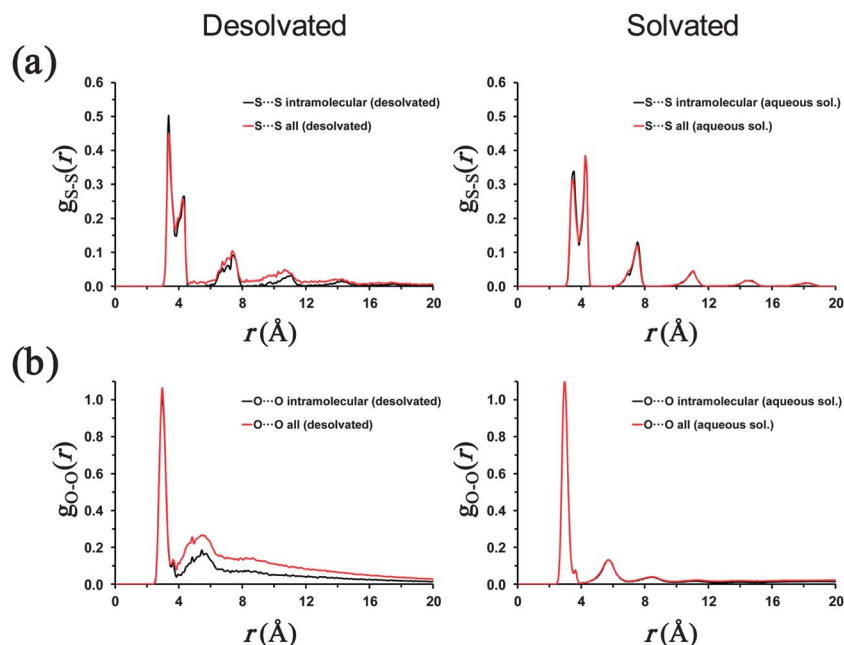 Desolvated
Solvated
(a)
0.6
0.5
0.4
0.3
0.2
0.1
0.0
g_S-S(r)
S···S intramolecular (desolvated)
S···S all (desolvated)
0 4 8 12 16 20
r (Å)
0.6
0.5
0.4
0.3
0.2
0.1
0.0
g_S-S(r)
S···S intramolecular (aqueous sol.)
S···S all (aqueous sol.)
0 4 8 12 16 20
r (Å)
(b)
1.0
0.8
0.6
0.4
0.2
0.0
g_O-O(r)
O···O intramolecular (desolvated)
O···O all (desolvated)
0 4 8 12 16 20
r (Å)
1.0
0.8
0.6
0.4
0.2
0.0
g_O-O(r)
O···O intramolecular (aqueous sol.)
O···O all (aqueous sol.)
0 4 8 12 16 20
r (Å)